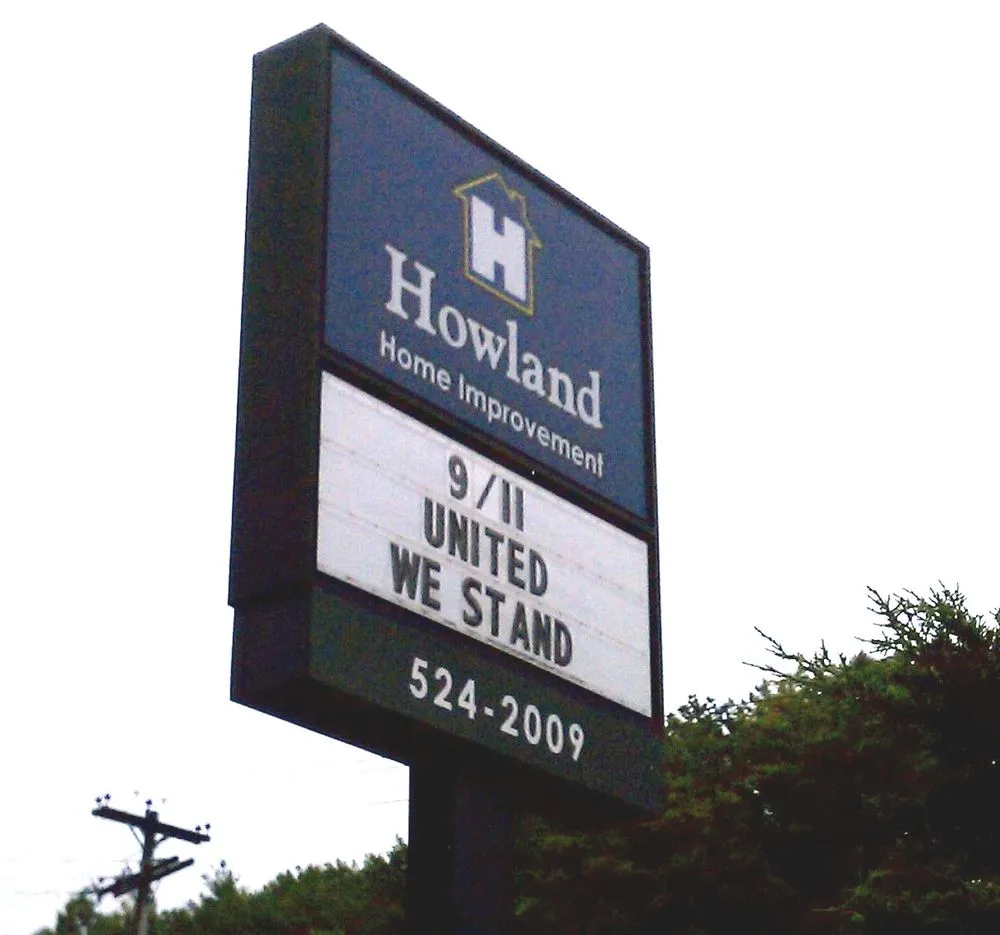 H
Howland
Home Improvement
9/11
UNITED
WE STAND
524-2009